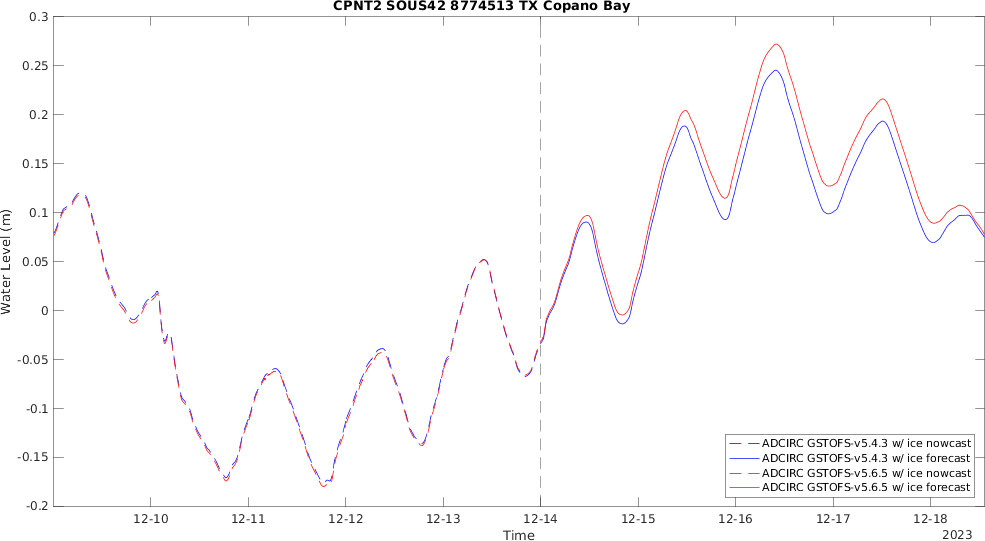 CPNT2 SOUS42 8774513 TX Copano Bay
0.3
0.25
0.2
0.15
0.1
0.05
0
-0.05
-0.1
-0.15
-0.2
Water Level (m)
12-10 12-11 12-12 12-13 12-14 12-15 12-16 12-17 12-18
Time
2023
ADCIRC GSTOFS-v5.4.3 w/ ice nowcast
ADCIRC GSTOFS-v5.4.3 w/ ice forecast
ADCIRC GSTOFS-v5.6.5 w/ ice nowcast
ADCIRC GSTOFS-v5.6.5 w/ ice forecast